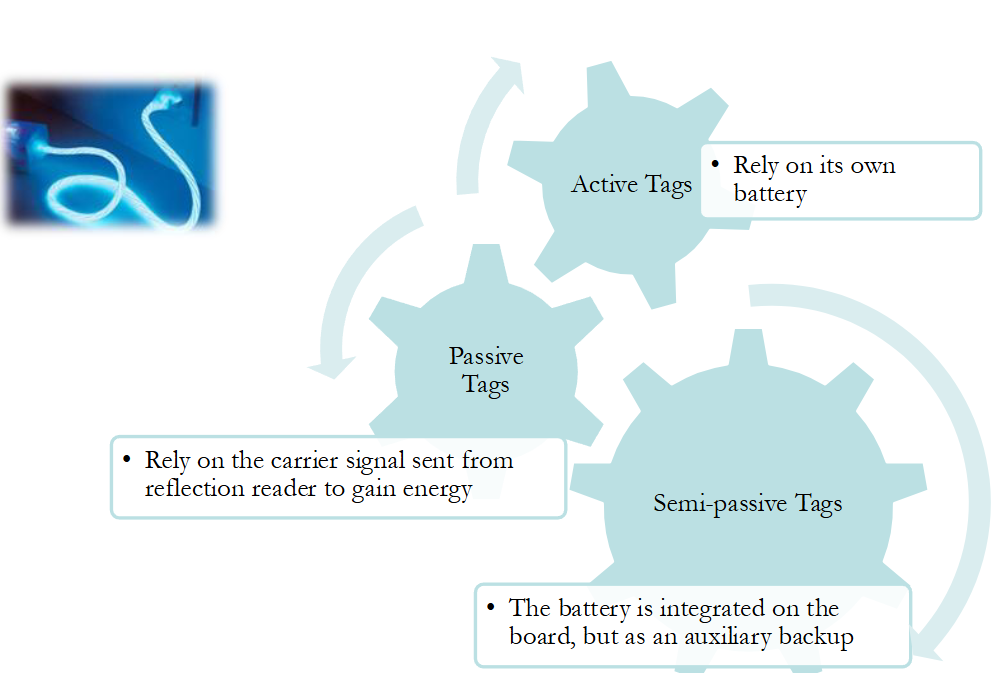 Active Tags
• Rely on its own
battery
Passive
Tags
• Rely on the carrier signal sent from
reflection reader to gain energy
Semi-passive Tags
• The battery is integrated on the
board, but as an auxiliary backup